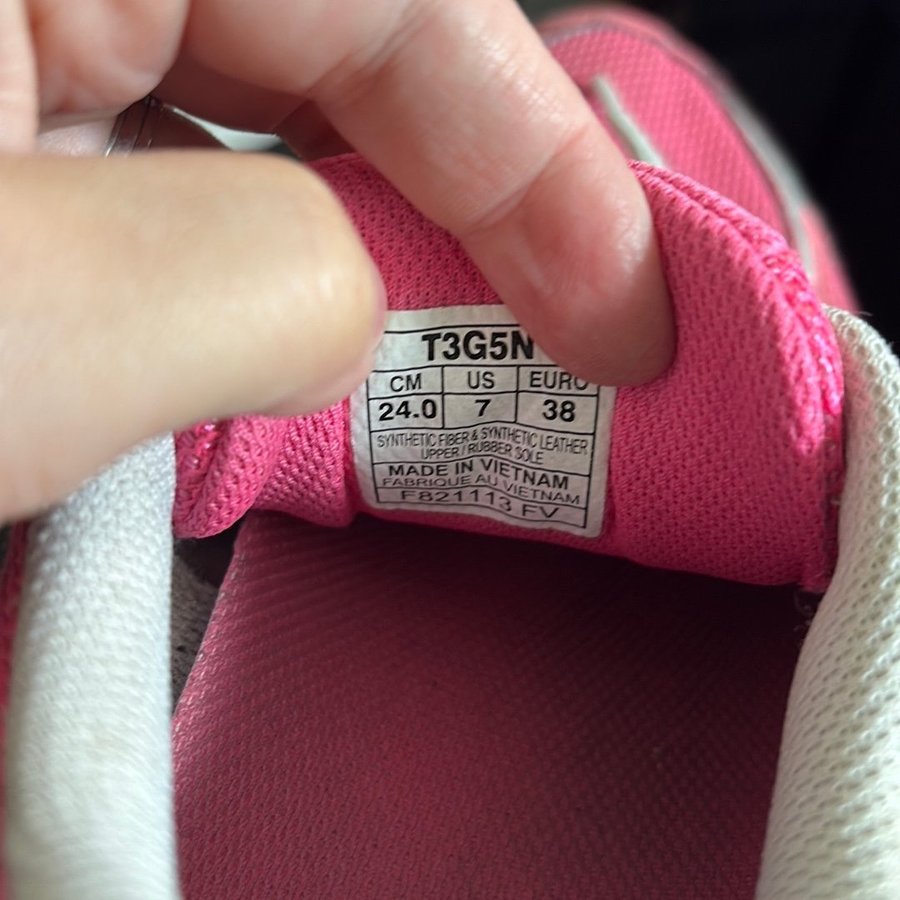 T3G5N
CM US EURO
24.0 7 38
SYNTHETIC FIBER & SYNTHETIC LEATHER
UPPER / RUBBER SOLE
MADE IN VIETNAM
FABRIQUE AU VIETNAM
F821113 FV